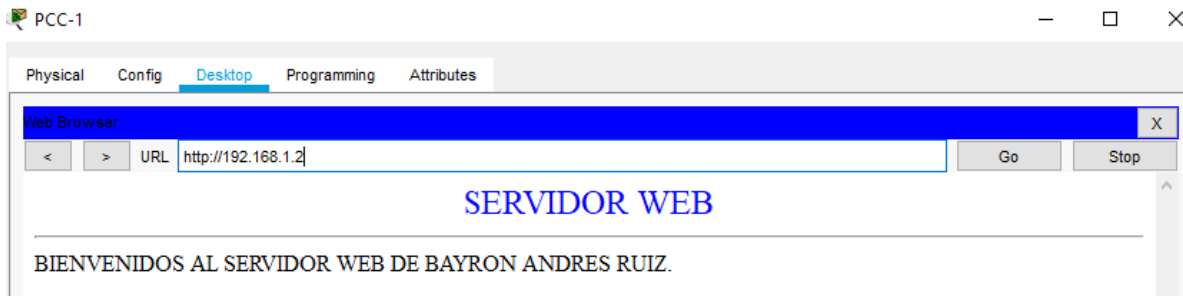 PCC-1
Physical Config Desktop Programming Attributes
Web Browser X
< > URL http://192.168.1.2 Go Stop
SERVIDOR WEB
BIENVENIDOS AL SERVIDOR WEB DE BAYRON ANDRES RUIZ.